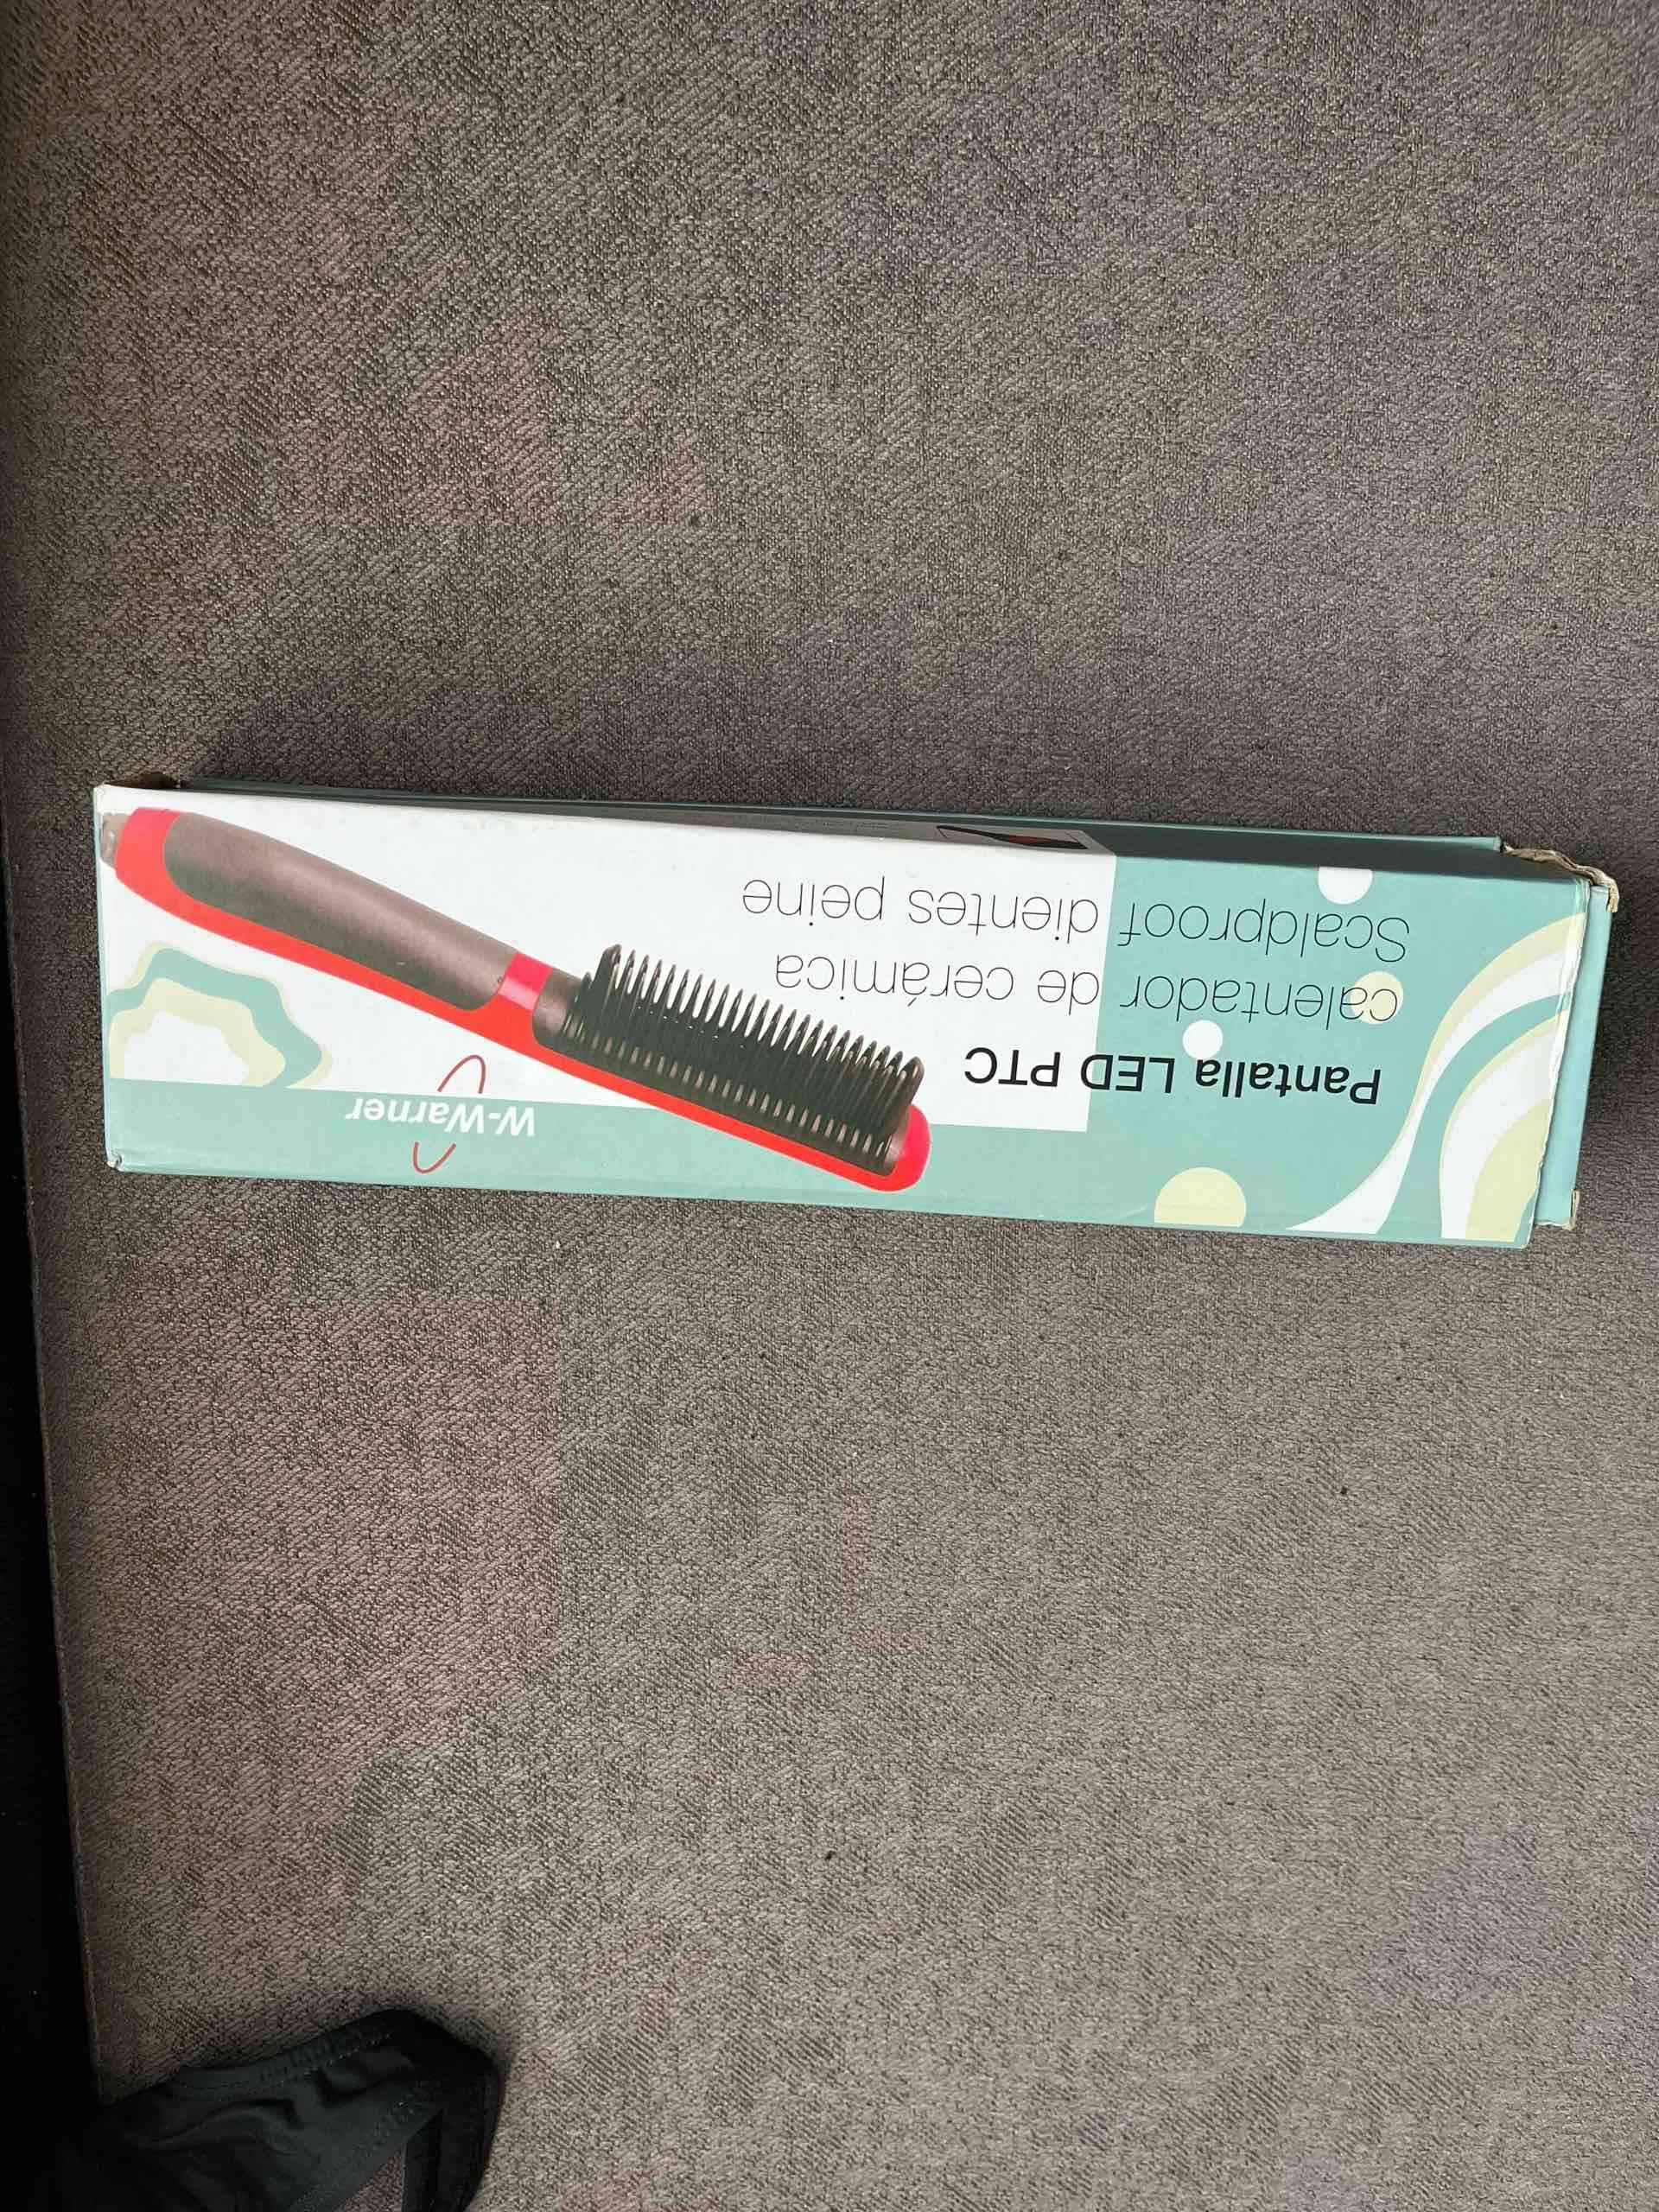 W-Warner
Pantalla LED PTC
calentador de cerámica
Scaldproof dientes peine